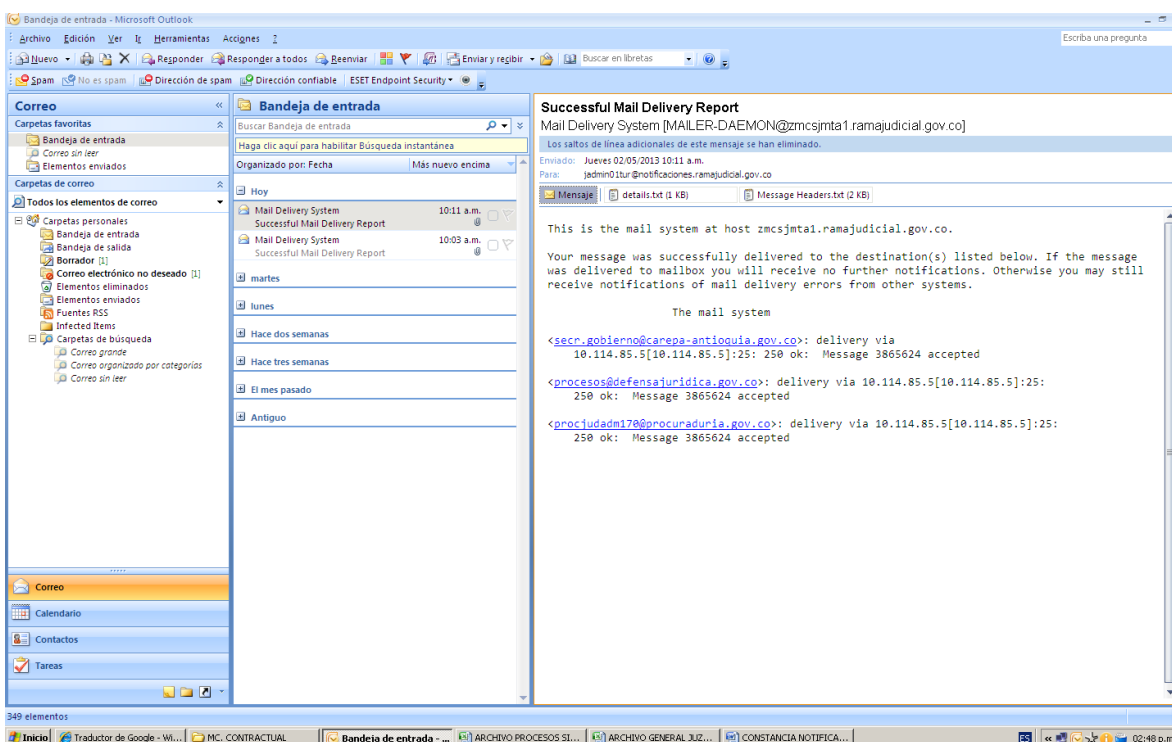 Bandeja de entrada - Microsoft Outlook
Archivo Edición Ver Ir Herramientas Acciones ?
Escriba una pregunta
Nuevo Responder Responder a todos Reenviar Enviar y recibir Buscar en libretas
Spam No es spam Dirección de spam Dirección confiable ESET Endpoint Security
Correo «
Carpetas favoritas
Bandeja de entrada
Correo sin leer
Elementos enviados
Carpetas de correo
Todos los elementos de correo
Carpetas personales
Bandeja de entrada
Bandeja de salida
Borrador [1]
Correo electrónico no deseado [1]
Elementos eliminados
Elementos enviados
Fuentes RSS
Infected Items
Carpetas de búsqueda
Correo grande
Correo organizado por categorías
Correo sin leer
Correo
Calendario
Contactos
Tareas
Bandeja de entrada
Buscar Bandeja de entrada
Haga clic aquí para habilitar Búsqueda instantánea
Organizado por: Fecha Más nuevo encima
Hoy
Mail Delivery System 10:11 a.m.
Successful Mail Delivery Report
Mail Delivery System 10:03 a.m.
Successful Mail Delivery Report
martes
lunes
Hace dos semanas
Hace tres semanas
El mes pasado
Antiguo
Successful Mail Delivery Report
Mail Delivery System [MAILER-DAEMON@zmcsjmta1.ramajudicial.gov.co]
Los saltos de línea adicionales de este mensaje se han eliminado.
Enviado: Jueves 02/05/2013 10:11 a.m.
Para: jadmin01tur@notificaciones.ramajudicial.gov.co
Mensaje details.txt (1 KB) Message Headers.txt (2 KB)
This is the mail system at host zmcsjmta1.ramajudicial.gov.co.
Your message was successfully delivered to the destination(s) listed below. If the message
was delivered to mailbox you will receive no further notifications. Otherwise you may still
receive notifications of mail delivery errors from other systems.
The mail system
<secr.gobierno@carepa-antioquia.gov.co>: delivery via
10.114.85.5[10.114.85.5]:25: 250 ok: Message 3865624 accepted
<procesos@defensajuridica.gov.co>: delivery via 10.114.85.5[10.114.85.5]:25:
250 ok: Message 3865624 accepted
<procjudadm170@procuraduria.gov.co>: delivery via 10.114.85.5[10.114.85.5]:25:
250 ok: Message 3865624 accepted
349 elementos
Inicio Traductor de Google - Wi... MC. CONTRACTUAL Bandeja de entrada - ... ARCHIVO PROCESOS SI... ARCHIVO GENERAL JUZ... CONSTANCIA NOTIFICA... ES « 02:48 p.m.